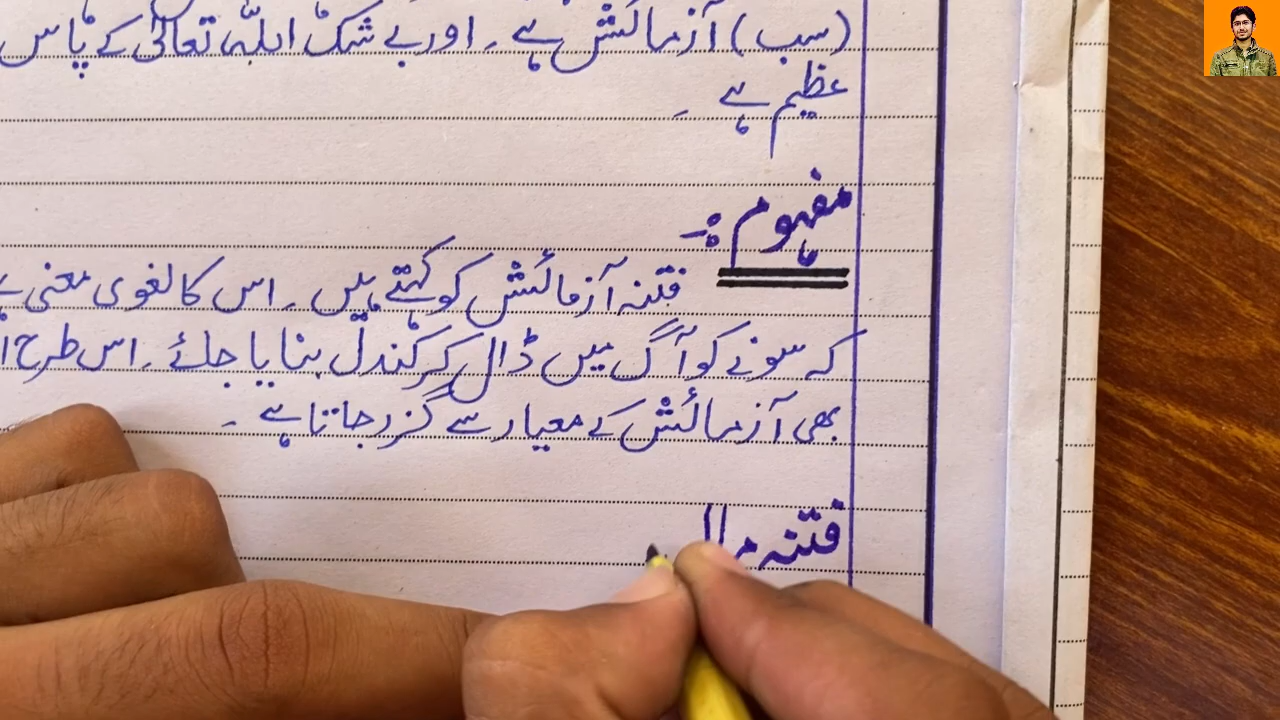 (سب) آزمائش ہے ۔ اور بے شک اللہ تعالیٰ کے پاس
عظیم ہے ۔
مفہوم :۔
فتنہ آزمائش کو کہتے ہیں ۔ اس کا لغوی معنی
کہ سونے کو آگ میں ڈال کر کندل بنایا جائے ۔ اس طرح
بھی آزمائش کے معیار سے گزر جاتا ہے ۔
فتنہ مال